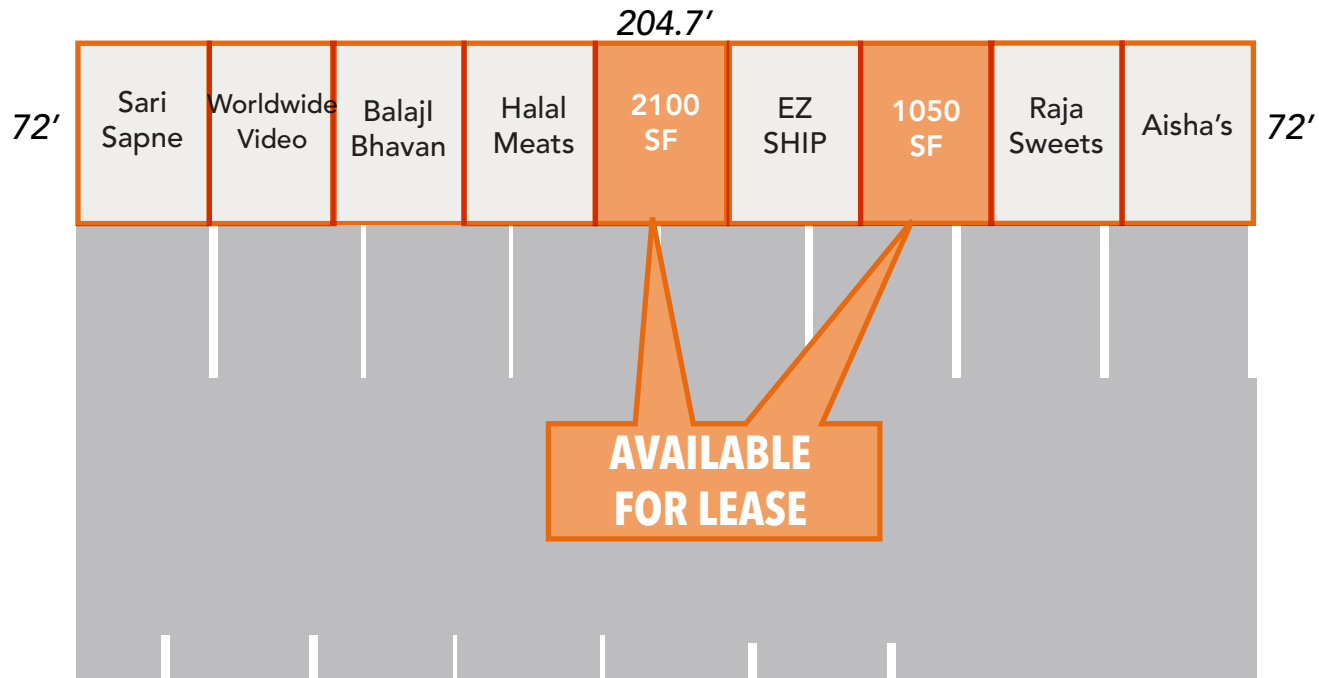 204.7’
72’
Sari
Sapne
Worldwide
Video
BalajI
Bhavan
Halal
Meats
2100
SF
EZ
SHIP
1050
SF
Raja
Sweets
Aisha’s
72’
AVAILABLE
FOR LEASE